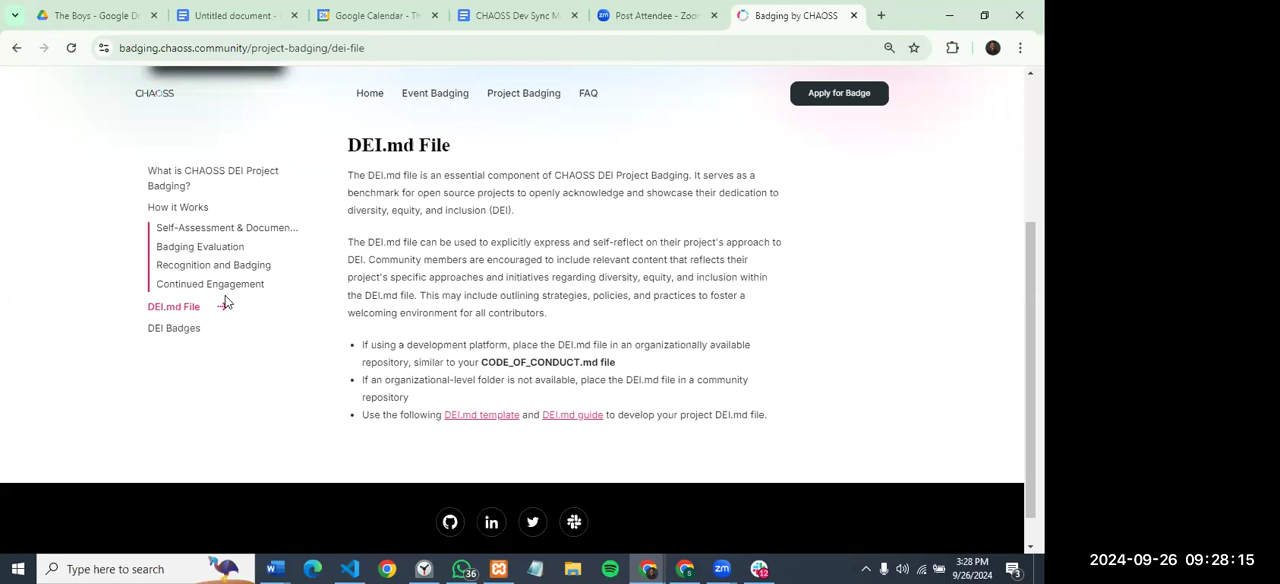 The Boys - Google D
Untitled document -
Google Calendar - Th
CHAOSS Dev Sync M
Post Attendee - Zoo
Badging by CHAOSS
badging.chaoss.community/project-badging/dei-file
CHAOSS
Home
Event Badging
Project Badging
FAQ
Apply for Badge
What is CHAOSS DEI Project
Badging?
How it Works
Self-Assessment & Documen...
Badging Evaluation
Recognition and Badging
Continued Engagement
DEI.md File
DEI Badges
DEI.md File
The DEI.md file is an essential component of CHAOSS DEI Project Badging. It serves as a
benchmark for open source projects to openly acknowledge and showcase their dedication to
diversity, equity, and inclusion (DEI).
The DEI.md file can be used to explicitly express and self-reflect on their project's approach to
DEI. Community members are encouraged to include relevant content that reflects their
project's specific approaches and initiatives regarding diversity, equity, and inclusion within
the DEI.md file. This may include outlining strategies, policies, and practices to foster a
welcoming environment for all contributors.
• If using a development platform, place the DEI.md file in an organizationally available
repository, similar to your CODE_OF_CONDUCT.md file
• If an organizational-level folder is not available, place the DEI.md file in a community
repository
• Use the following DEI.md template and DEI.md guide to develop your project DEI.md file.
Type here to search
36
12
3:28 PM
9/26/2024
3
2024-09-26 09:28:15